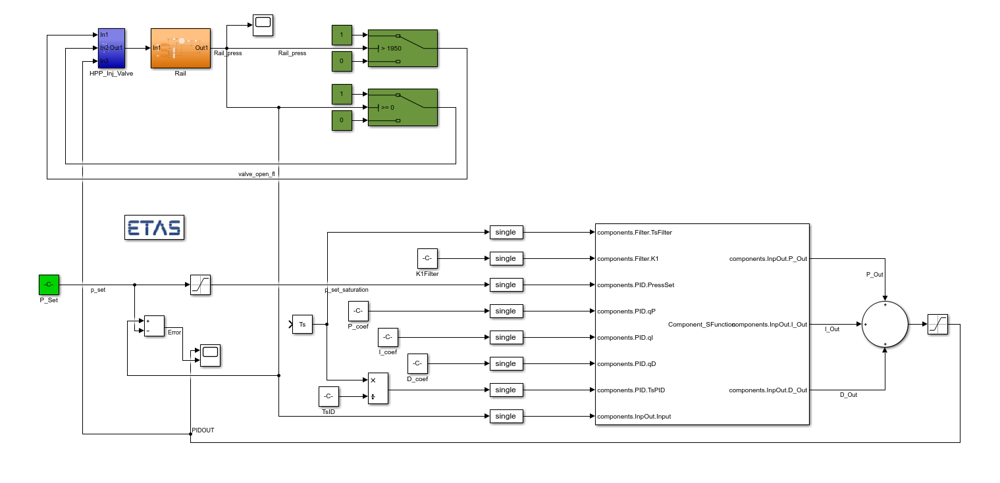 In1
In2
Out1
In3
HPP_Inj_Valve
In1
Out1
Rail
Rail_press
Rail_press
1
> 1950
0
1
>= 0
0
valve_open_fl
ETAS
-C-
P_Set
p_set
p_set_saturation
+
−
Error
Ts
-C-
K1Filter
-C-
P_coef
-C-
I_coef
-C-
D_coef
-C-
TsID
×
÷
single
single
single
single
single
single
single
single
components.Filter.TsFilter
components.Filter.K1
components.PID.PressSet
components.PID.qP
components.PID.qI
components.PID.qD
components.PID.TsPID
components.InpOut.Input
Component_SFunction
components.InpOut.P_Out
components.InpOut.I_Out
components.InpOut.D_Out
P_Out
I_Out
D_Out
+
+
+
PIDOUT